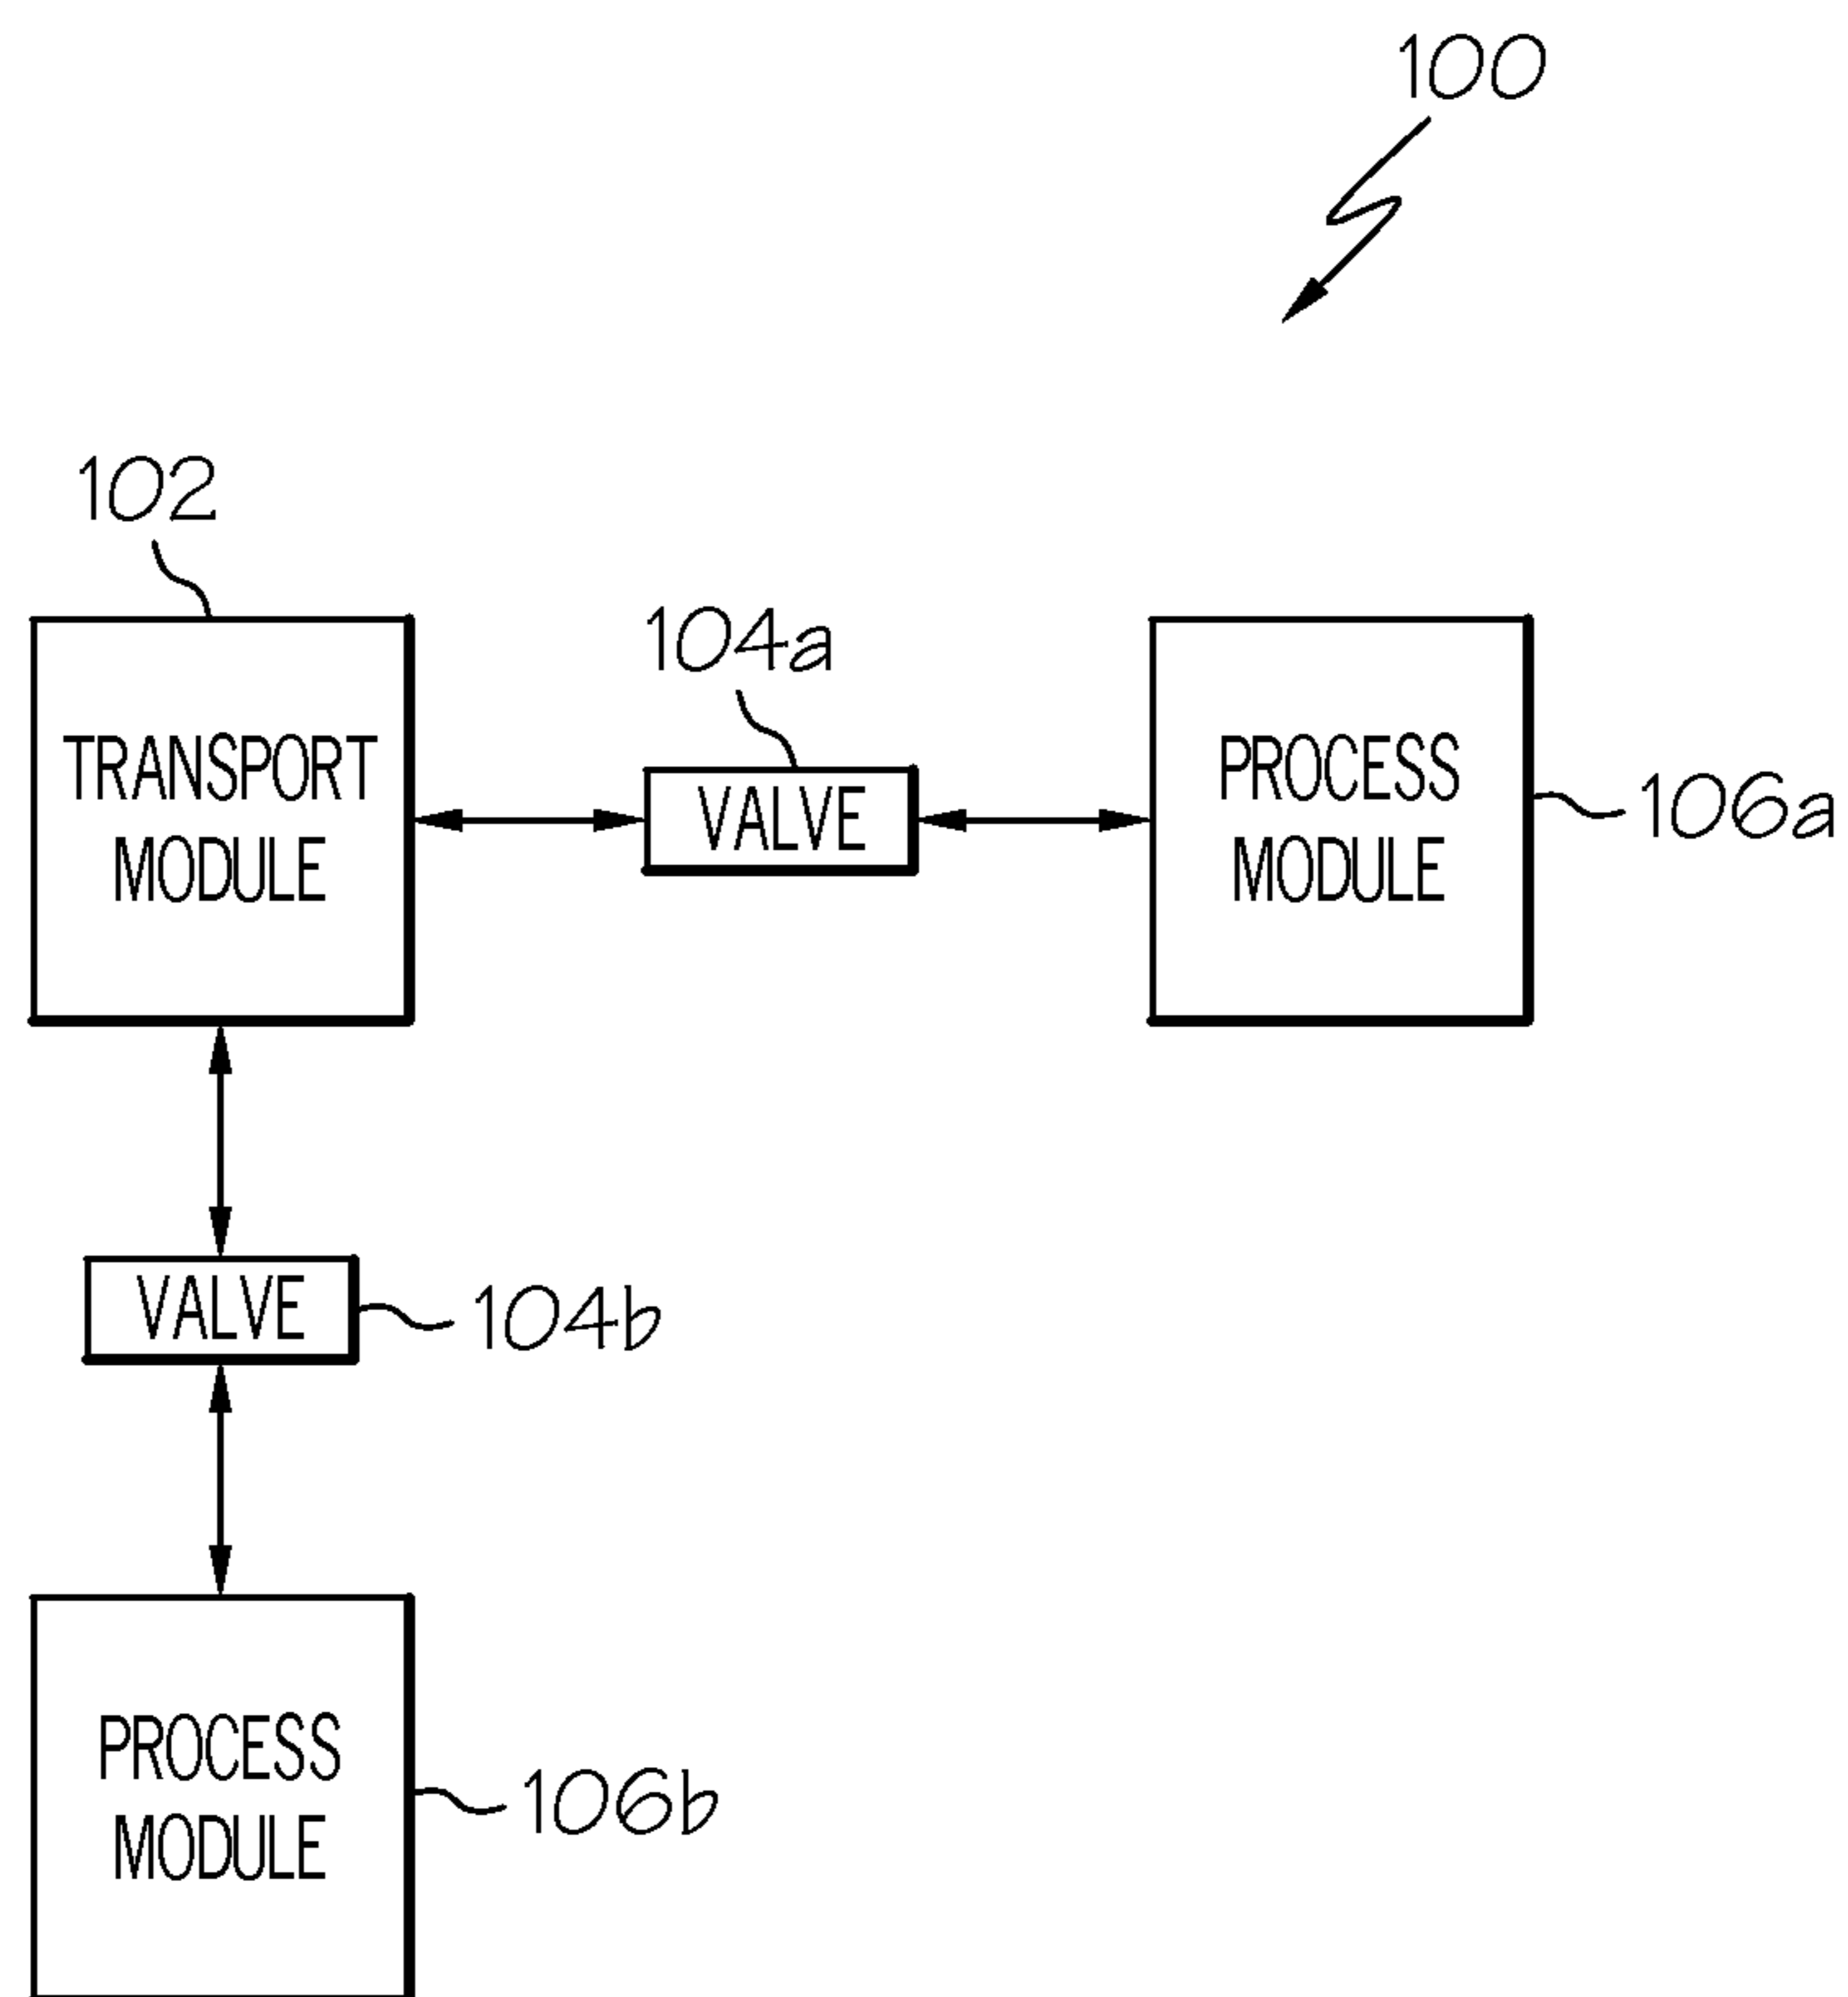 100
102
104a
TRANSPORT
MODULE
VALVE
PROCESS
MODULE
106a
VALVE
104b
PROCESS
MODULE
106b